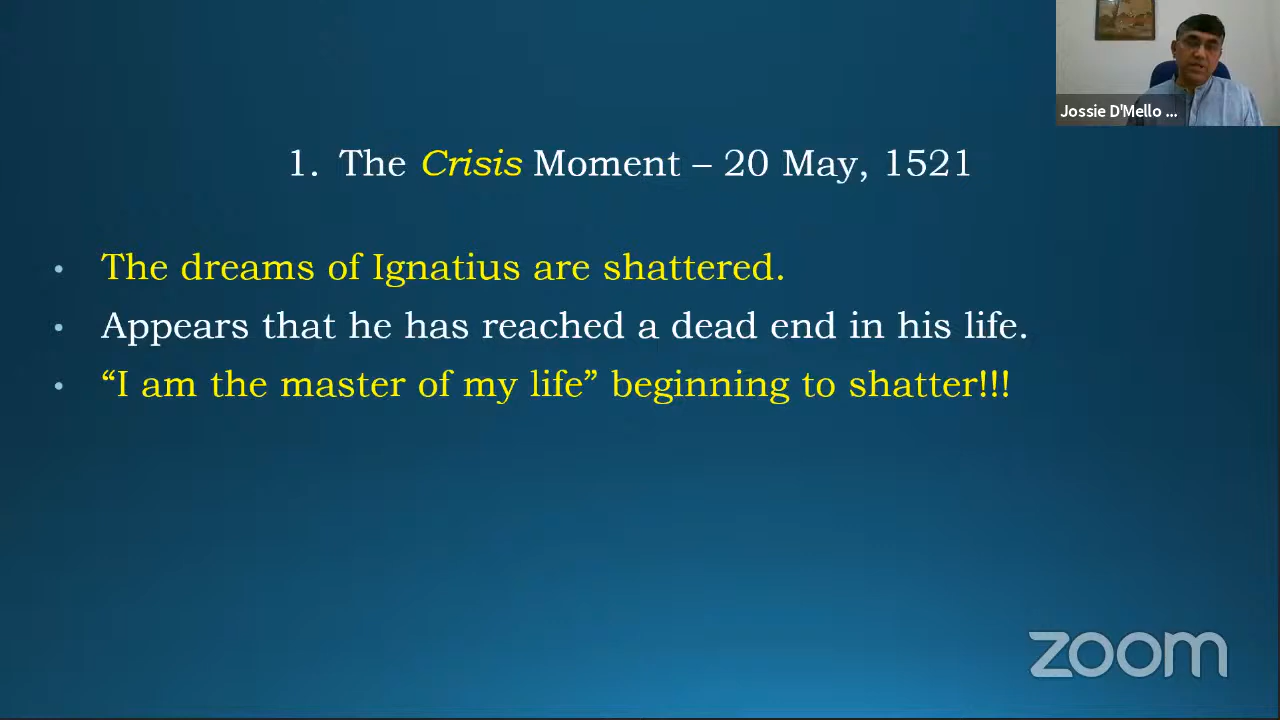 Jossie D'Mello ...
1. The Crisis Moment – 20 May, 1521
• The dreams of Ignatius are shattered.
• Appears that he has reached a dead end in his life.
• “I am the master of my life” beginning to shatter!!!
zoom